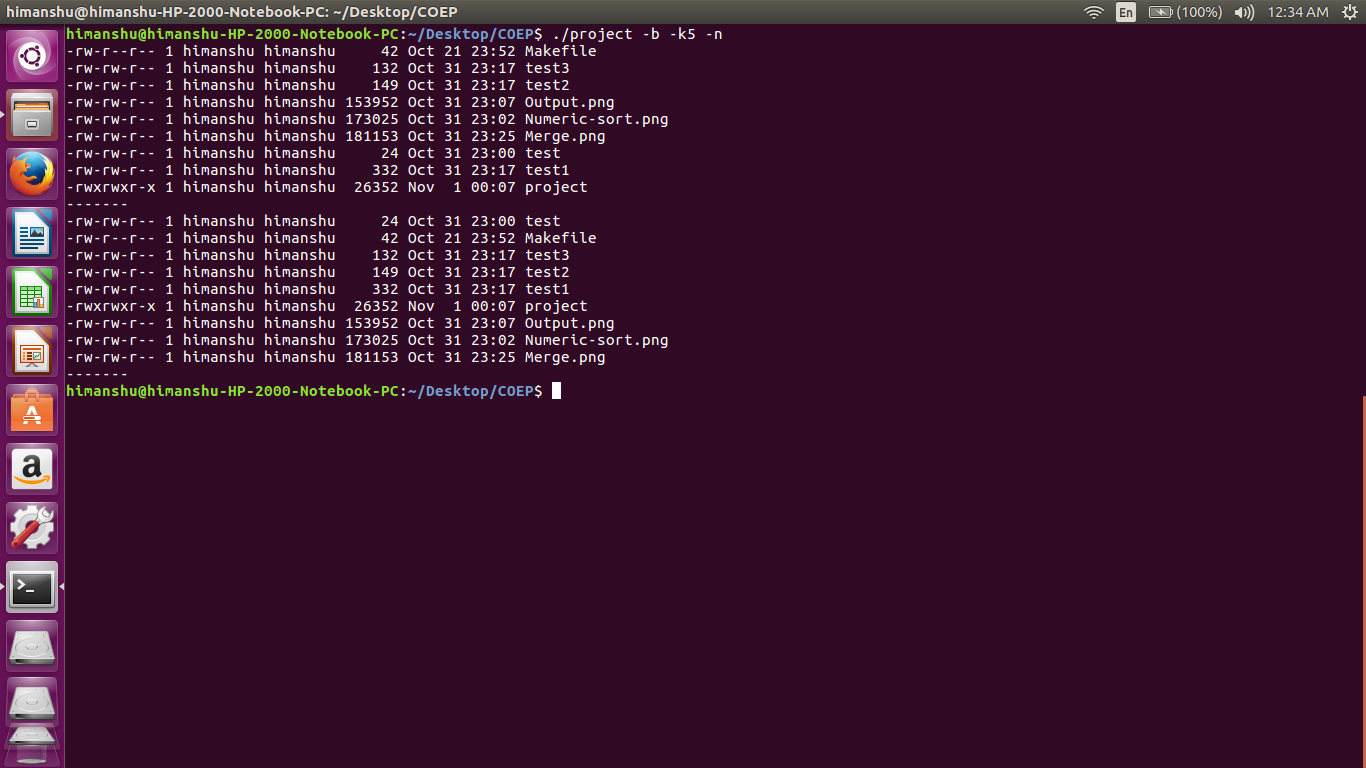 himanshu@himanshu-HP-2000-Notebook-PC: ~/Desktop/COEP En (100%) 12:34 AM
himanshu@himanshu-HP-2000-Notebook-PC:~/Desktop/COEP$ ./project -b -k5 -n
-rw-r--r-- 1 himanshu himanshu     42 Oct 21 23:52 Makefile
-rw-rw-r-- 1 himanshu himanshu    132 Oct 31 23:17 test3
-rw-rw-r-- 1 himanshu himanshu    149 Oct 31 23:17 test2
-rw-rw-r-- 1 himanshu himanshu 153952 Oct 31 23:07 Output.png
-rw-rw-r-- 1 himanshu himanshu 173025 Oct 31 23:02 Numeric-sort.png
-rw-rw-r-- 1 himanshu himanshu 181153 Oct 31 23:25 Merge.png
-rw-rw-r-- 1 himanshu himanshu     24 Oct 31 23:00 test
-rw-rw-r-- 1 himanshu himanshu    332 Oct 31 23:17 test1
-rwxrwxr-x 1 himanshu himanshu  26352 Nov  1 00:07 project
-------
-rw-rw-r-- 1 himanshu himanshu     24 Oct 31 23:00 test
-rw-r--r-- 1 himanshu himanshu     42 Oct 21 23:52 Makefile
-rw-rw-r-- 1 himanshu himanshu    132 Oct 31 23:17 test3
-rw-rw-r-- 1 himanshu himanshu    149 Oct 31 23:17 test2
-rw-rw-r-- 1 himanshu himanshu    332 Oct 31 23:17 test1
-rwxrwxr-x 1 himanshu himanshu  26352 Nov  1 00:07 project
-rw-rw-r-- 1 himanshu himanshu 153952 Oct 31 23:07 Output.png
-rw-rw-r-- 1 himanshu himanshu 173025 Oct 31 23:02 Numeric-sort.png
-rw-rw-r-- 1 himanshu himanshu 181153 Oct 31 23:25 Merge.png
-------
himanshu@himanshu-HP-2000-Notebook-PC:~/Desktop/COEP$